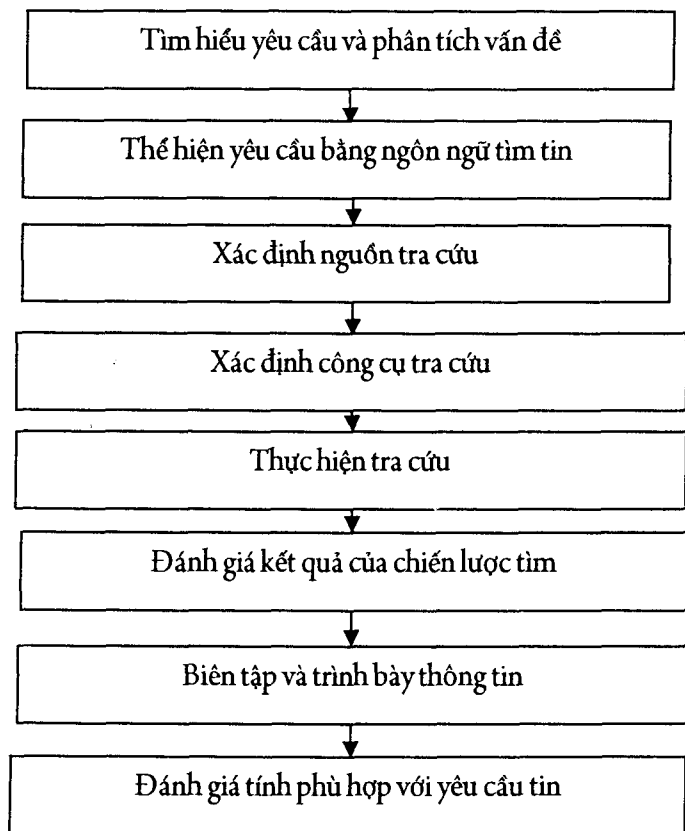 Tìm hiểu yêu cầu và phân tích vấn đề
Thể hiện yêu cầu bằng ngôn ngữ tìm tin
Xác định nguồn tra cứu
Xác định công cụ tra cứu
Thực hiện tra cứu
Đánh giá kết quả của chiến lược tìm
Biên tập và trình bày thông tin
Đánh giá tính phù hợp với yêu cầu tin